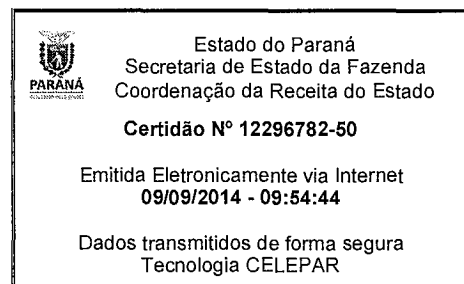 Estado do Paraná
Secretaria de Estado da Fazenda
PARANÁ
Coordenação da Receita do Estado
Certidão Nº 12296782-50
Emitida Eletronicamente via Internet
09/09/2014 - 09:54:44
Dados transmitidos de forma segura
Tecnologia CELEPAR